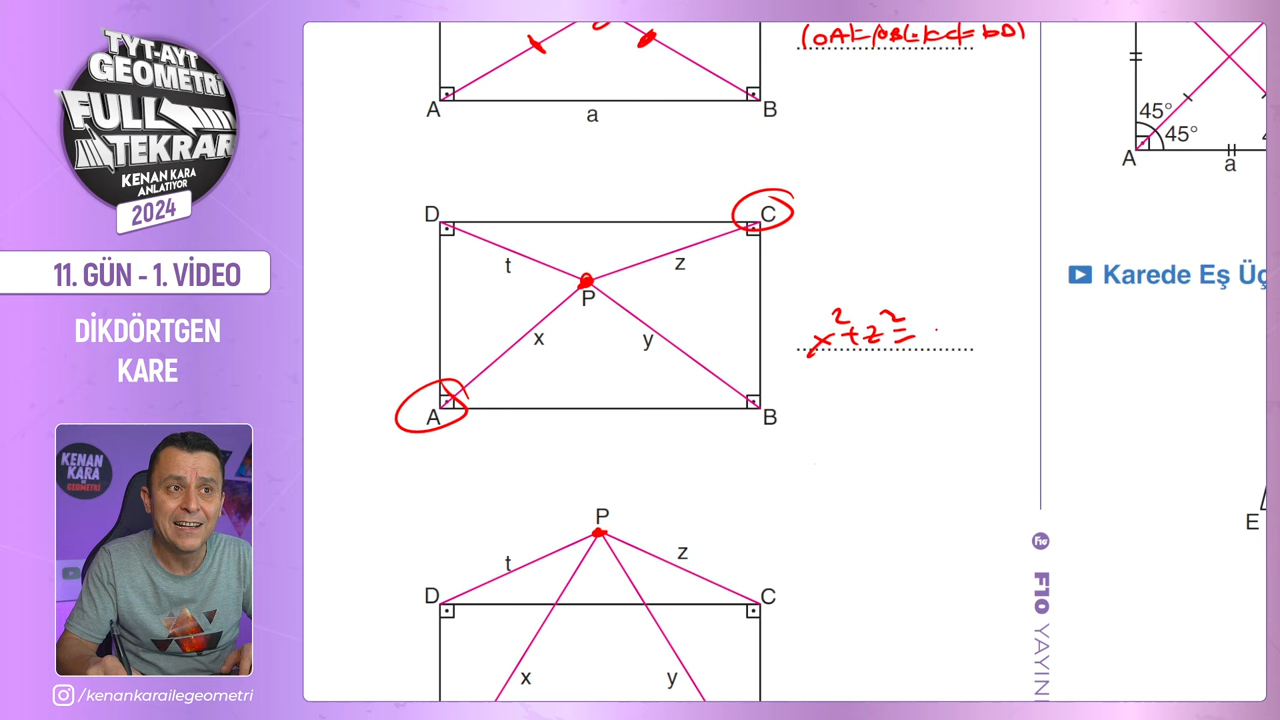 TYT-AYT
GEOMETRİ
FULL
TEKRAR
KENAN KARA
ANLATIYOR
2024
11. GÜN - 1. VİDEO
DİKDÖRTGEN
KARE
KENAN
KARA
GEOMETRİ
/kenankarailegeometri
A
B
a
D
C
t
z
P
x
y
A
B
x²+z²=
P
t
z
D
C
x
y
45°
45°
A
a
Karede Eş Üç
E
F10
F10 YAYIN